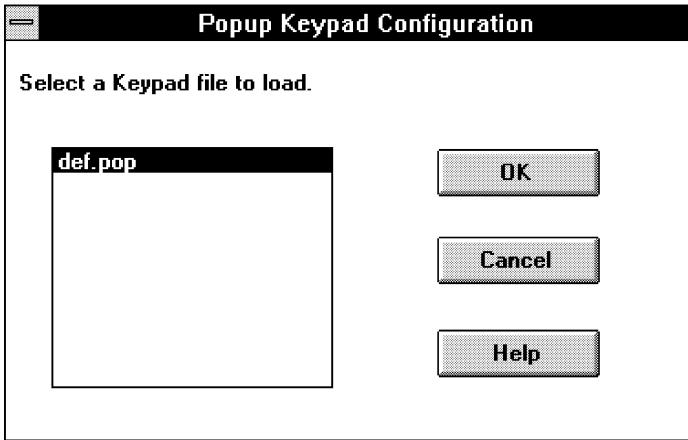 Popup Keypad Configuration
Select a Keypad file to load.
def.pop
OK
Cancel
Help